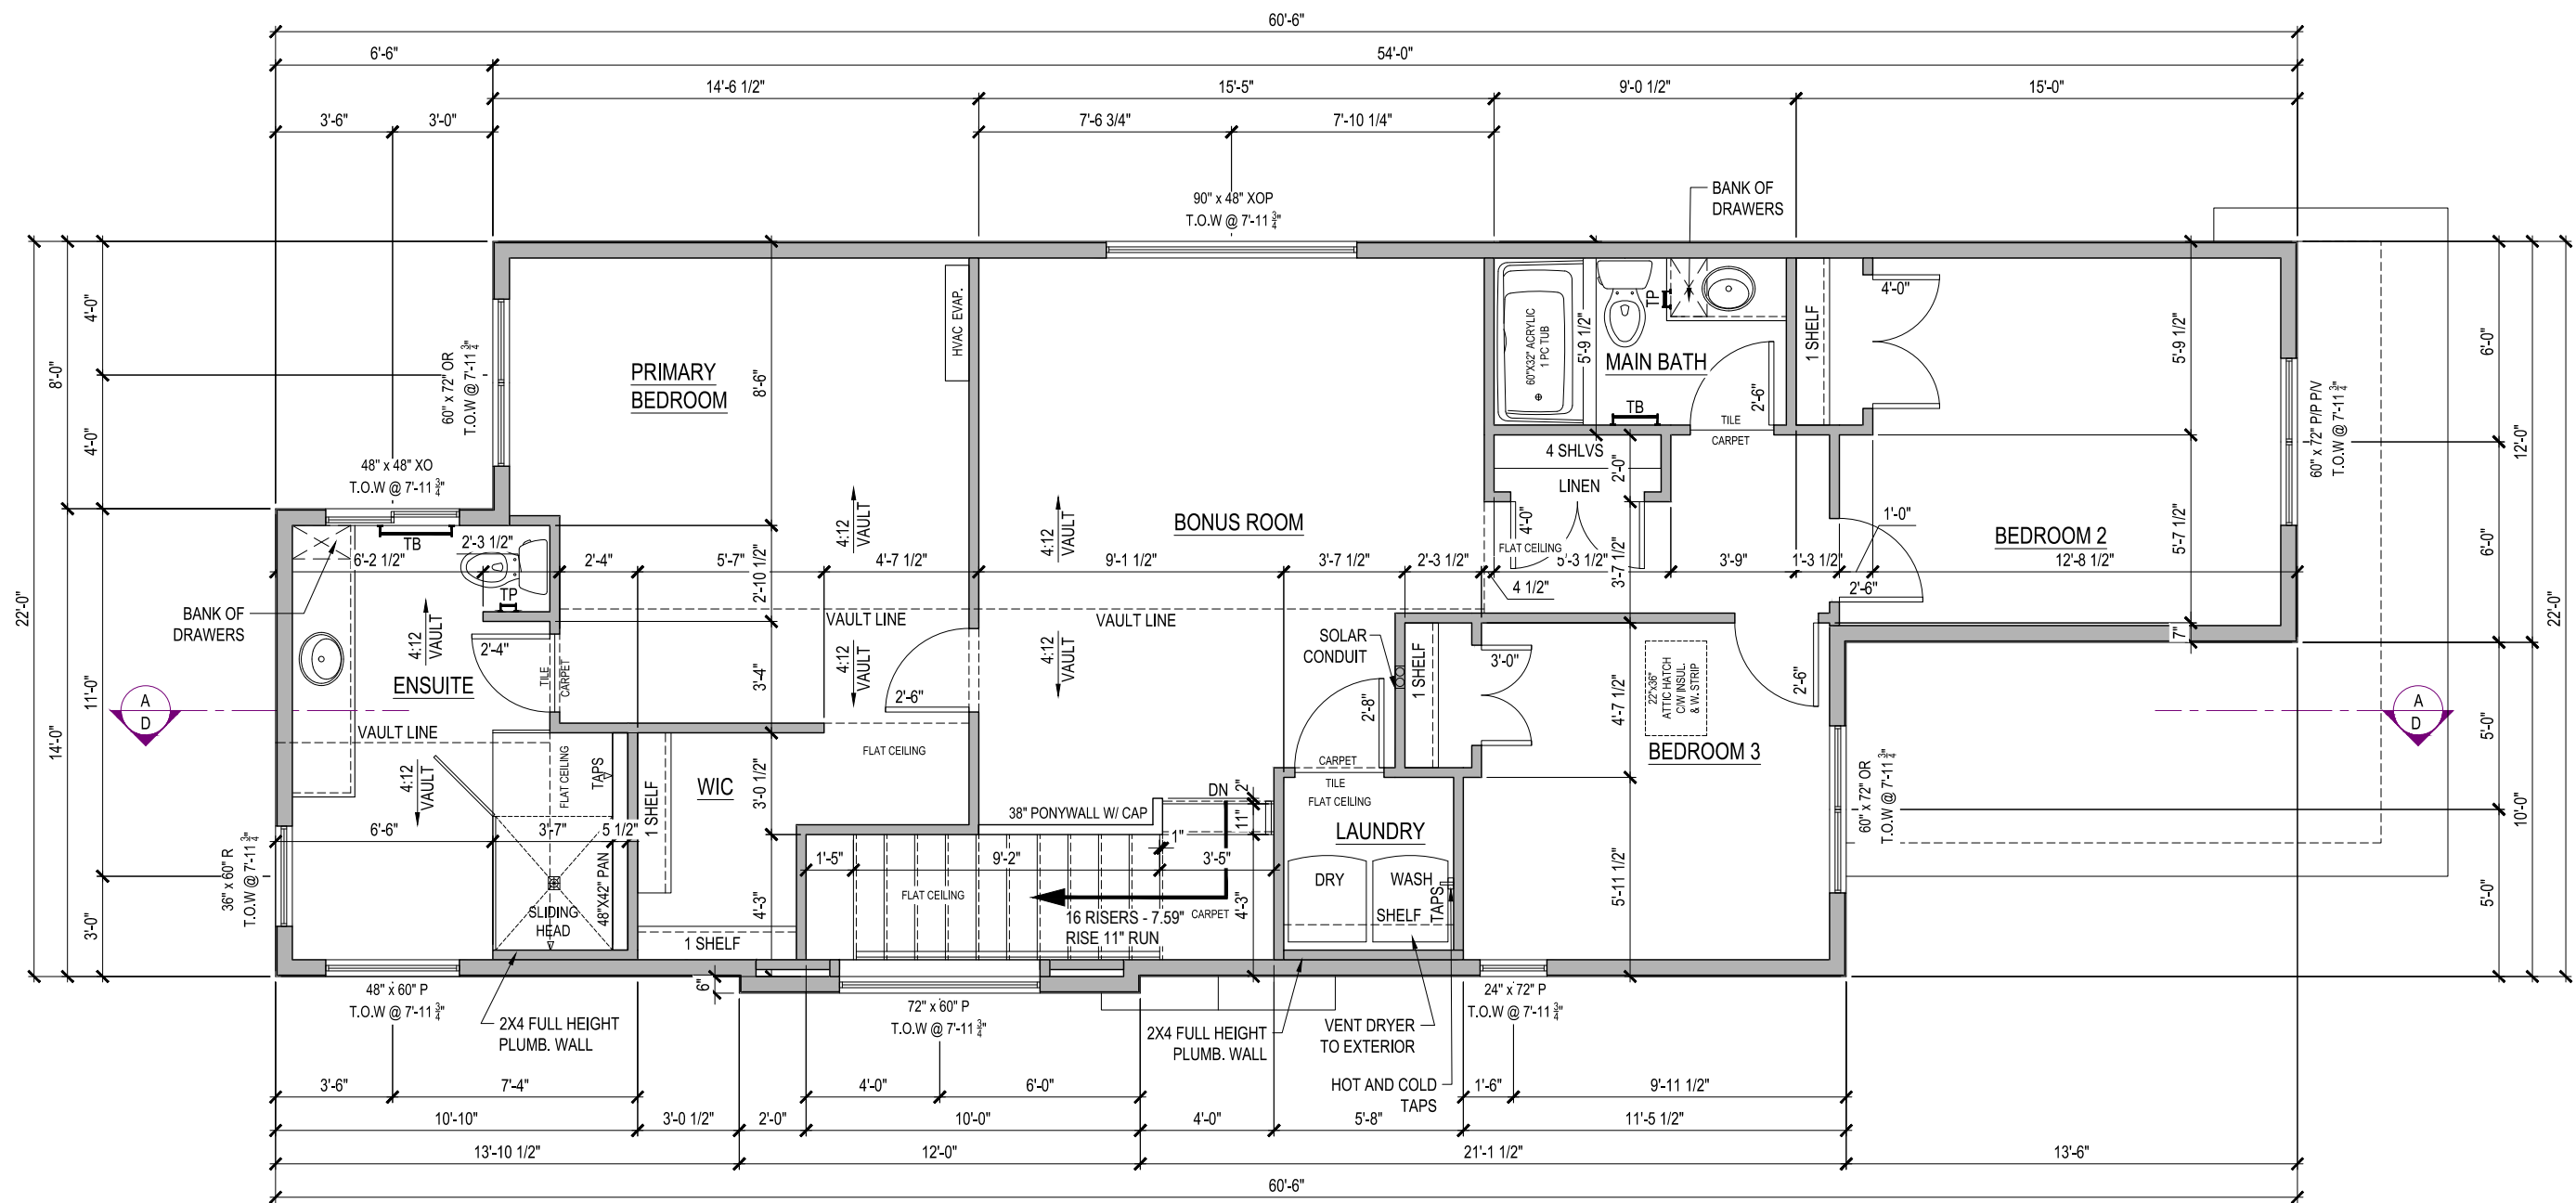 60'-6"
6'-6"
54'-0"
14'-6 1/2"
15'-5"
9'-0 1/2"
15'-0"
3'-6"
3'-0"
7'-6 3/4"
7'-10 1/4"
90" x 48" XOP
T.O.W @ 7'-11 3/4"
BANK OF
DRAWERS
22'-0"
8'-0"
14'-0"
4'-0"
4'-0"
11'-0"
3'-0"
60" x 72" OR
T.O.W @ 7'-11 3/4"
48" x 48" XO
T.O.W @ 7'-11 3/4"
PRIMARY
BEDROOM
8'-6"
HVAC EVAP.
4:12
VAULT
4:12
VAULT
BONUS ROOM
60"X32" ACRYLIC
1 PC TUB
5'-9 1/2"
TP
MAIN BATH
TB
2'-6"
TILE
CARPET
1 SHELF
4'-0"
5'-9 1/2"
60" x 72" P/P P/V
T.O.W @ 7'-11 3/4"
6'-0"
6'-0"
12'-0"
22'-0"
4 SHLVS
2'-0"
LINEN
4'-0"
FLAT CEILING
BEDROOM 2
5'-7 1/2"
1'-0"
TB
2'-3 1/2"
6'-2 1/2"
2'-4"
5'-7"
2'-10 1/2"
4'-7 1/2"
9'-1 1/2"
3'-7 1/2"
2'-3 1/2"
4 1/2"
5'-3 1/2"
3'-7 1/2"
3'-9"
1'-3 1/2"
12'-8 1/2"
2'-6"
7"
BANK OF
DRAWERS
TP
4:12
VAULT
2'-4"
TILE
CARPET
ENSUITE
VAULT LINE
3'-4"
VAULT LINE
4:12
VAULT
2'-6"
VAULT LINE
4:12
VAULT
SOLAR
CONDUIT
1 SHELF
3'-0"
22"x36"
ATTIC HATCH
C/W INSUL.
& W. STRIP
2'-6"
4'-7 1/2"
BEDROOM 3
2'-8"
CARPET
TILE
FLAT CEILING
LAUNDRY
A
D
A
D
4:12
VAULT
FLAT CEILING
TAPS
1 SHELF
WIC
3'-0 1/2"
FLAT CEILING
38" PONYWALL W/ CAP
DN
2"
11"
1"
6'-6"
3'-7"
5 1/2"
48"X42" PAN
SLIDING
HEAD
4'-3"
1 SHELF
1'-5"
9'-2"
3'-5"
FLAT CEILING
16 RISERS - 7.59"
RISE 11" RUN
CARPET
4'-3"
DRY
WASH
SHELF
TAPS
5'-11 1/2"
60" x 72" OR
T.O.W @ 7'-11 3/4"
5'-0"
5'-0"
10'-0"
36" x 60" R
T.O.W @ 7'-11 3/4"
6"
48" x 60" P
T.O.W @ 7'-11 3/4"
2X4 FULL HEIGHT
PLUMB. WALL
72" x 60" P
T.O.W @ 7'-11 3/4"
2X4 FULL HEIGHT
PLUMB. WALL
VENT DRYER
TO EXTERIOR
HOT AND COLD
TAPS
24" x 72" P
T.O.W @ 7'-11 3/4"
3'-6"
7'-4"
4'-0"
6'-0"
1'-6"
9'-11 1/2"
10'-10"
3'-0 1/2"
2'-0"
10'-0"
4'-0"
5'-8"
11'-5 1/2"
13'-10 1/2"
12'-0"
21'-1 1/2"
13'-6"
60'-6"